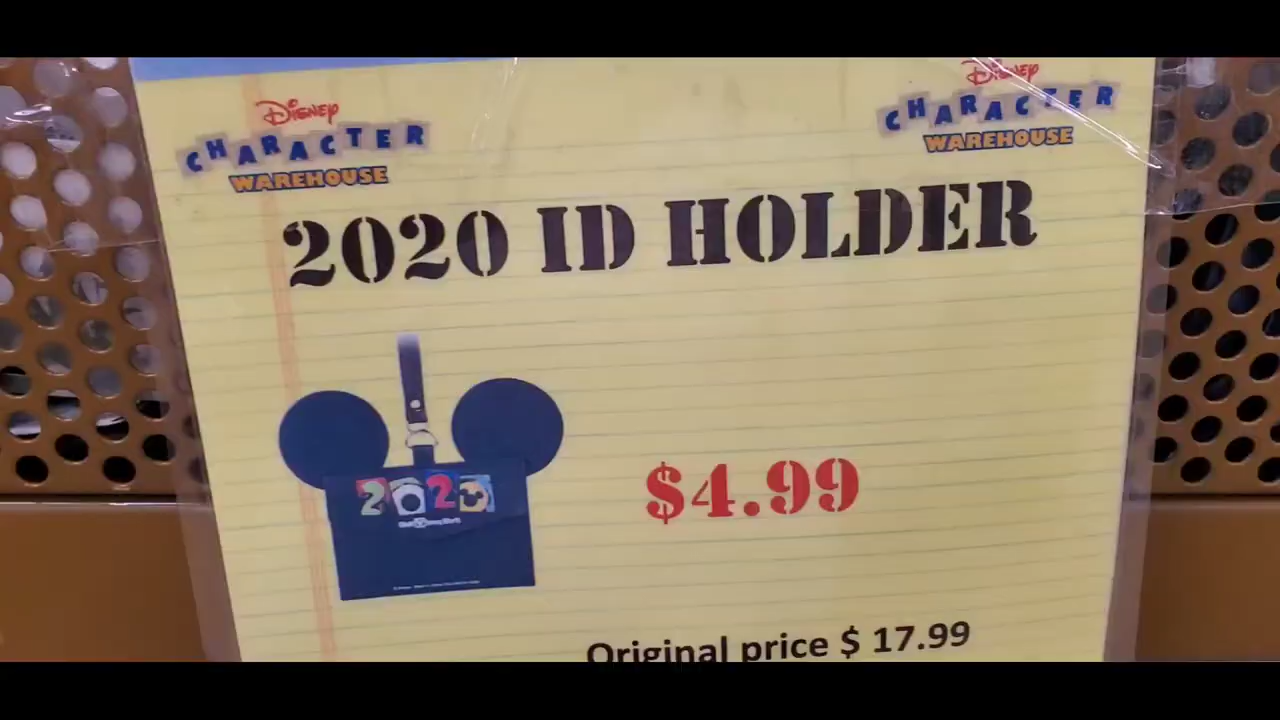 DISNEY
CHARACTER
WAREHOUSE
DISNEY
CHARACTER
WAREHOUSE
2020 ID HOLDER
2020
$4.99
Original price $ 17.99